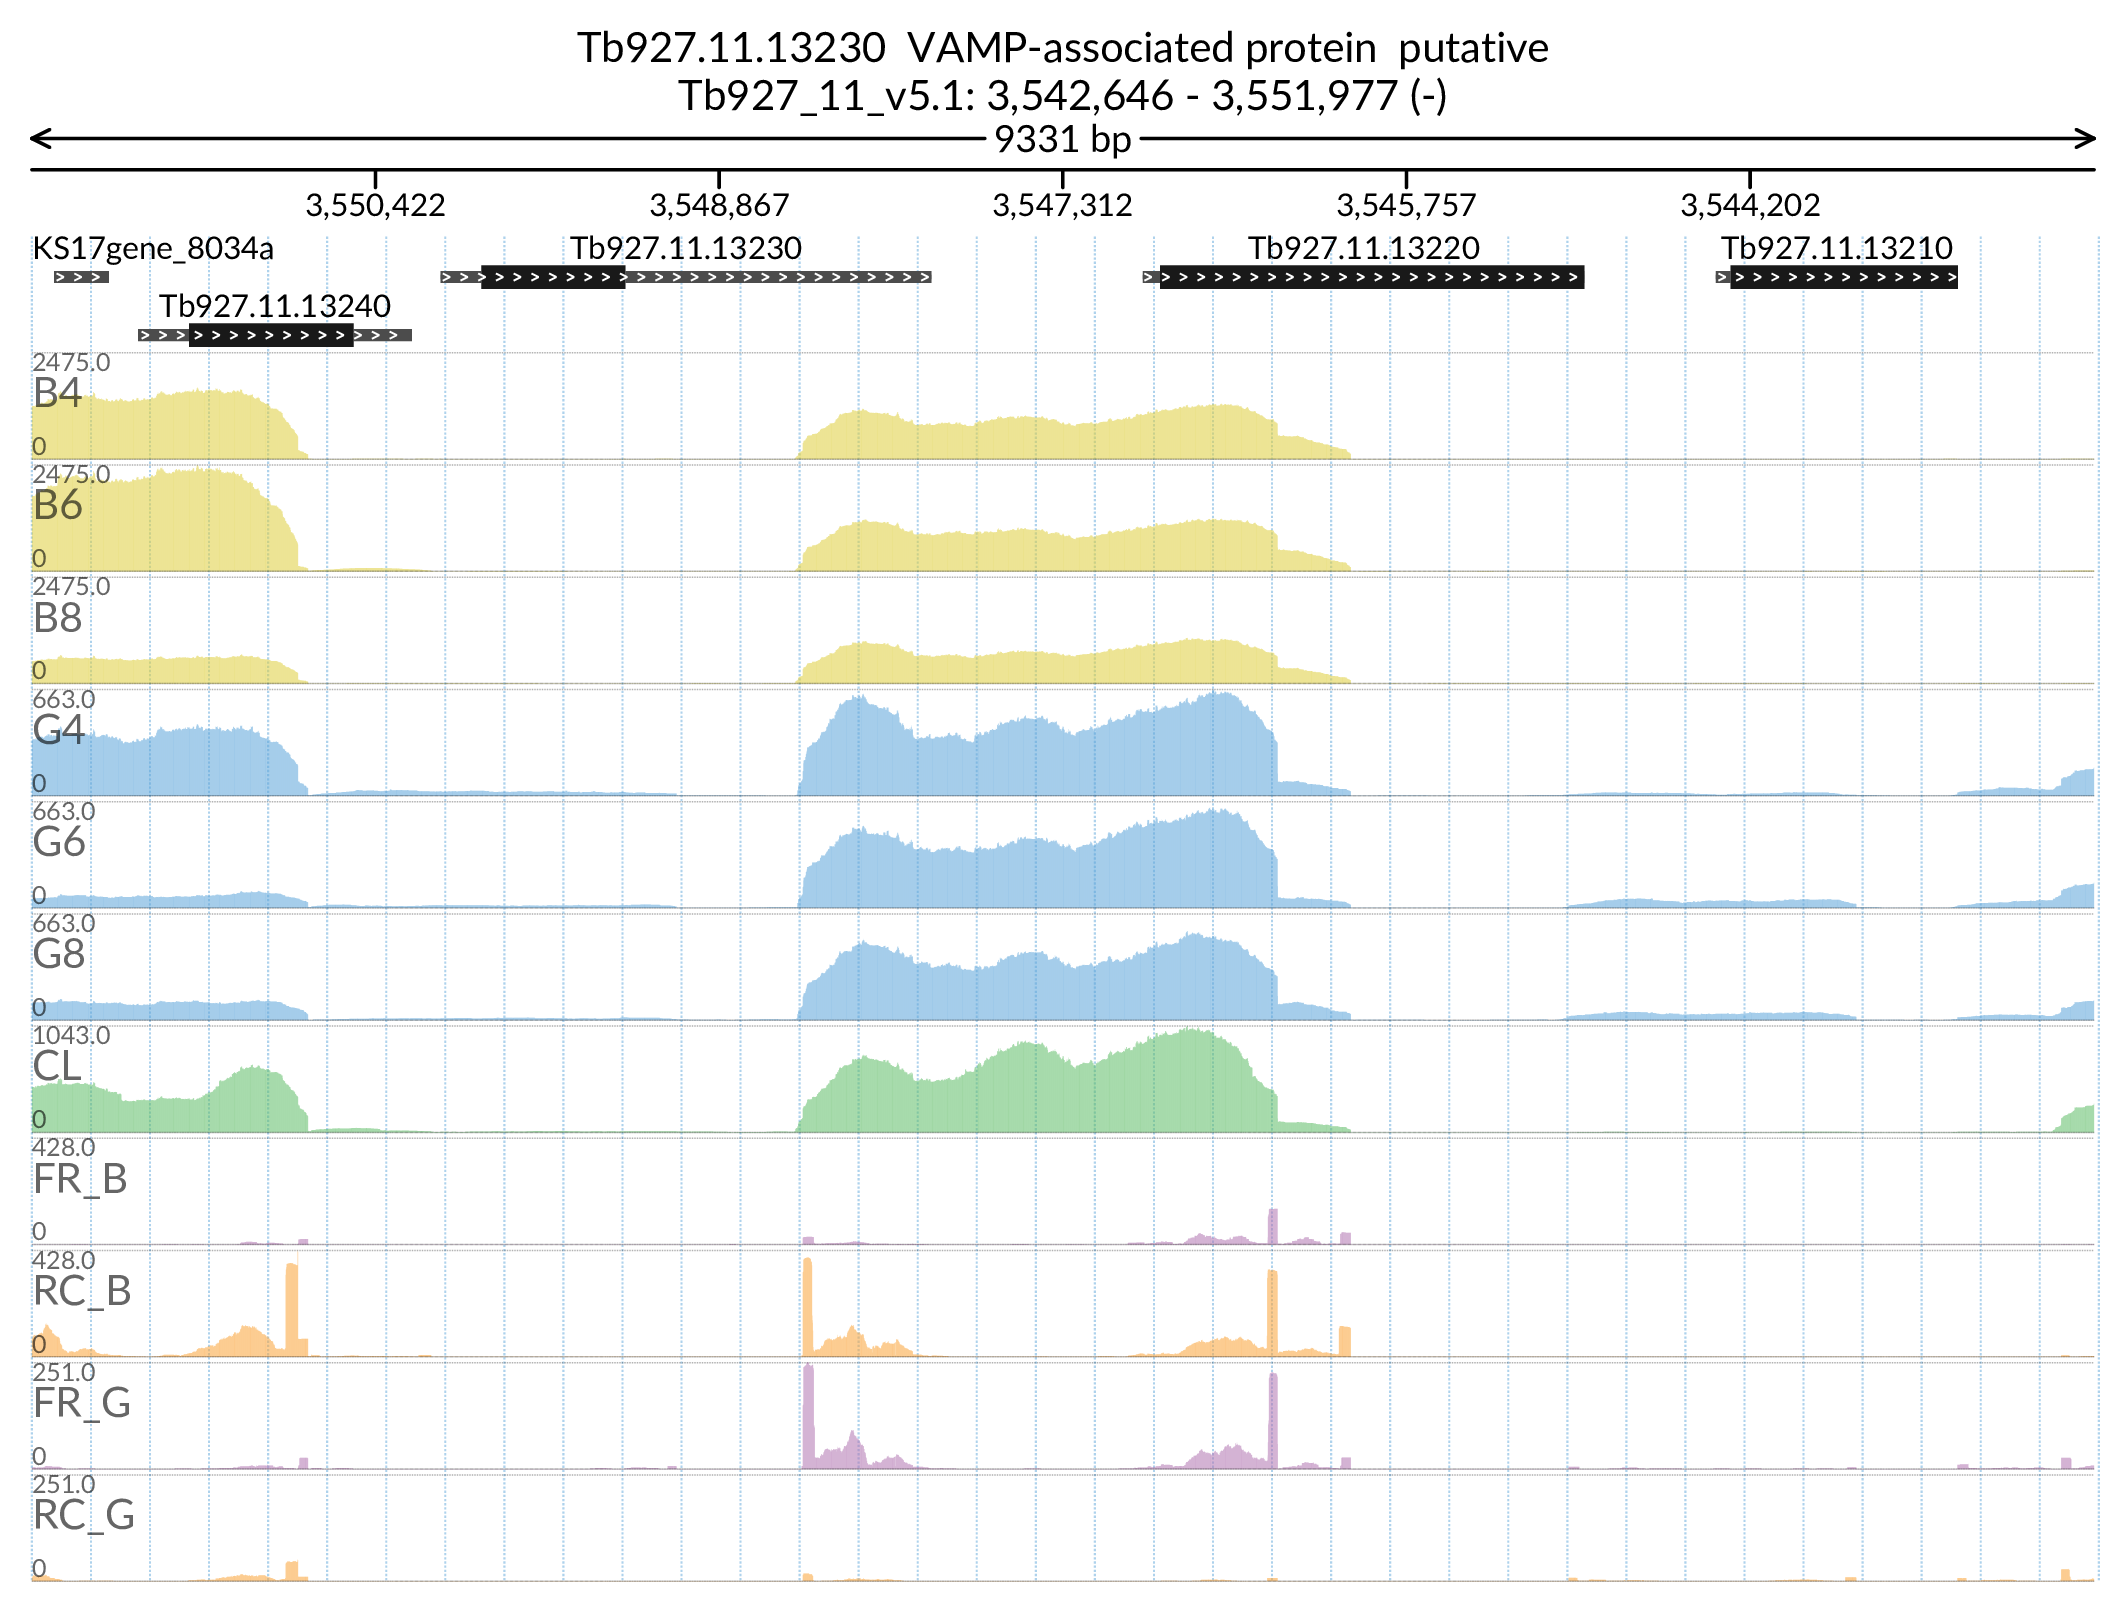 Tb927.11.13230  VAMP-associated protein  putative
Tb927_11_v5.1: 3,542,646 - 3,551,977 (-)
9331 bp
3,550,422 3,548,867 3,547,312 3,545,757 3,544,202
KS17gene_8034a Tb927.11.13230 Tb927.11.13220 Tb927.11.13210
Tb927.11.13240
2475.0
B4
0
2475.0
B6
0
2475.0
B8
0
663.0
G4
0
663.0
G6
0
663.0
G8
0
1043.0
CL
0
428.0
FR_B
0
428.0
RC_B
0
251.0
FR_G
0
251.0
RC_G
0